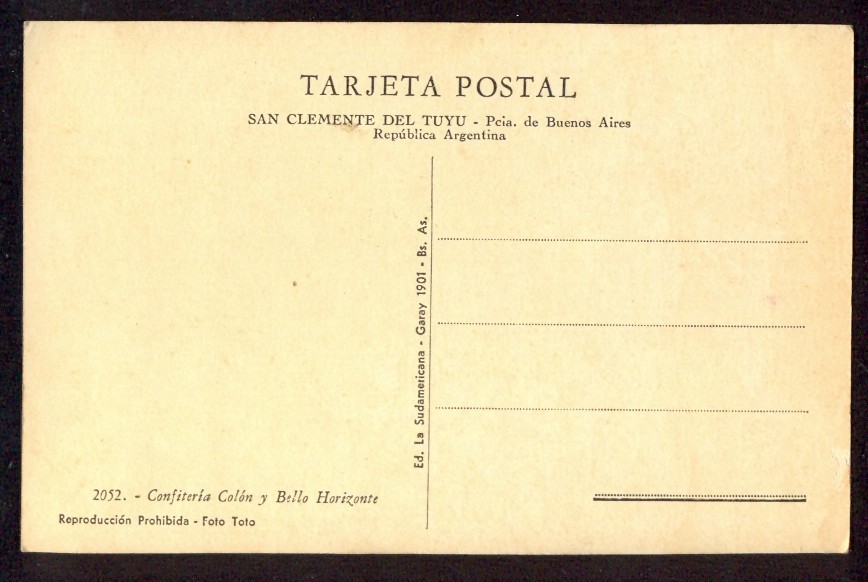 TARJETA POSTAL
SAN CLEMENTE DEL TUYU - Pcia. de Buenos Aires
República Argentina
Ed. La Sudamericana - Garay 1901 - Bs. As.
2052. - Confitería Colón y Bello Horizonte
Reproducción Prohibida - Foto Toto